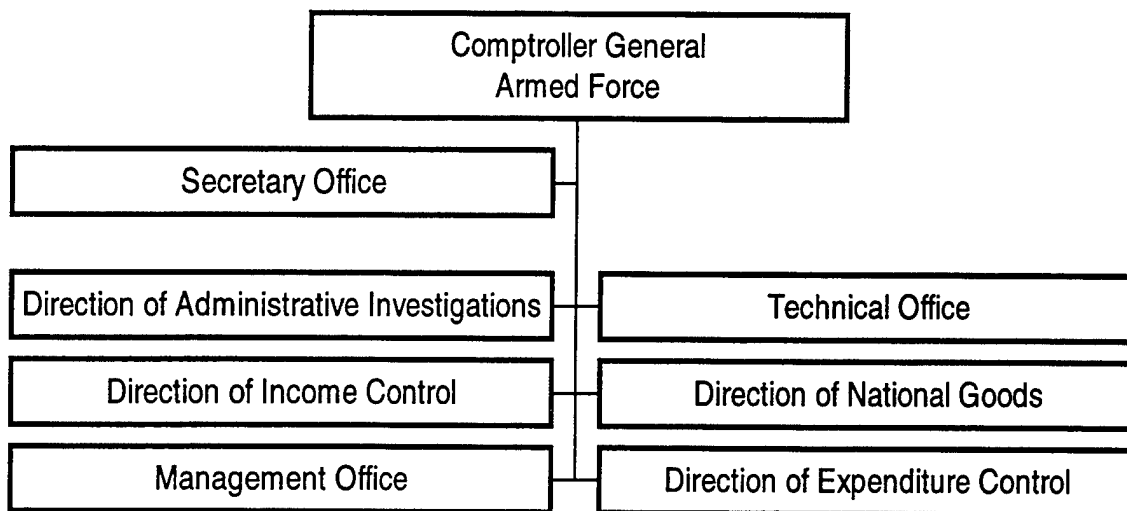 Comptroller General
Armed Force
Secretary Office
Direction of Administrative Investigations
Technical Office
Direction of Income Control
Direction of National Goods
Management Office
Direction of Expenditure Control